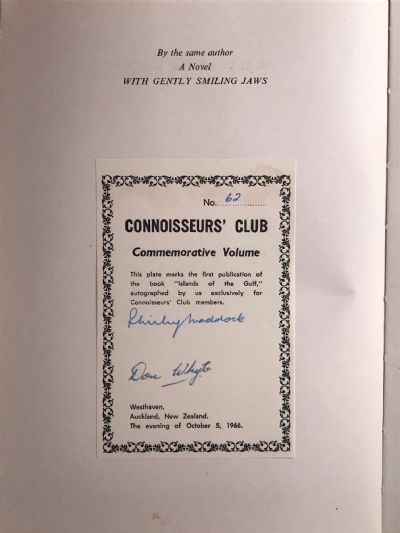 By the same author
A Novel
WITH GENTLY SMILING JAWS
No. 62
CONNOISSEURS' CLUB
Commemorative Volume
This plate marks the first publication of
the book "Islands of the Gulf,"
autographed by us exclusively for
Connoisseurs' Club members.
Shirley Maddock
Don Whyte
Westhaven,
Auckland, New Zealand.
The evening of October 5, 1966.